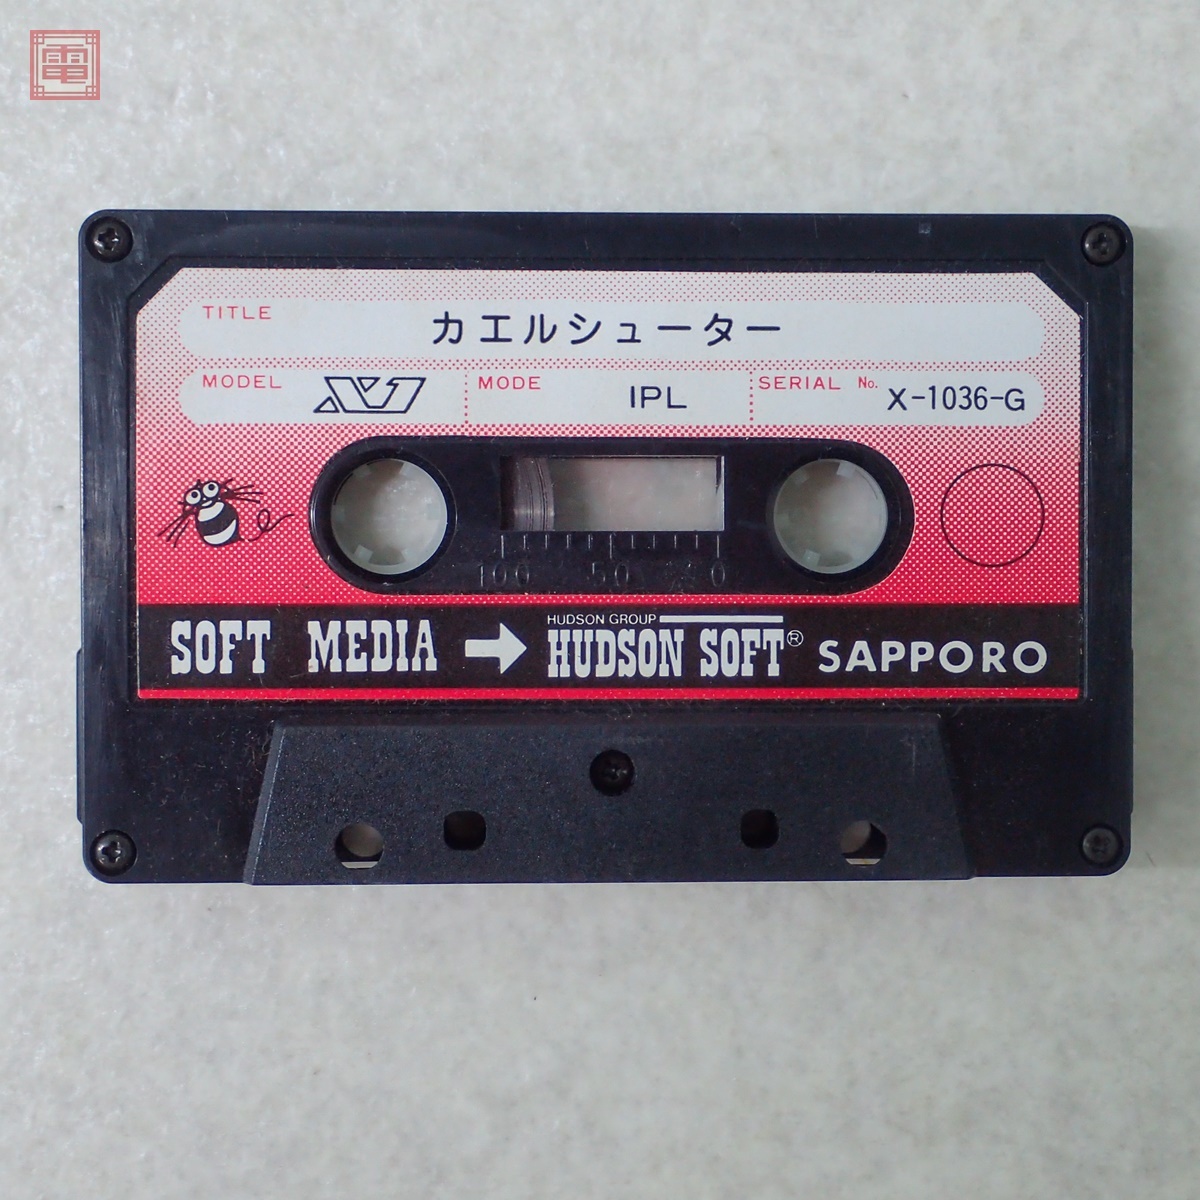 電
TITLE
カエルシューター
MODEL X1 MODE IPL SERIAL No. X-1036-G
100 50 0
HUDSON GROUP
SOFT MEDIA → HUDSON SOFT® SAPPORO